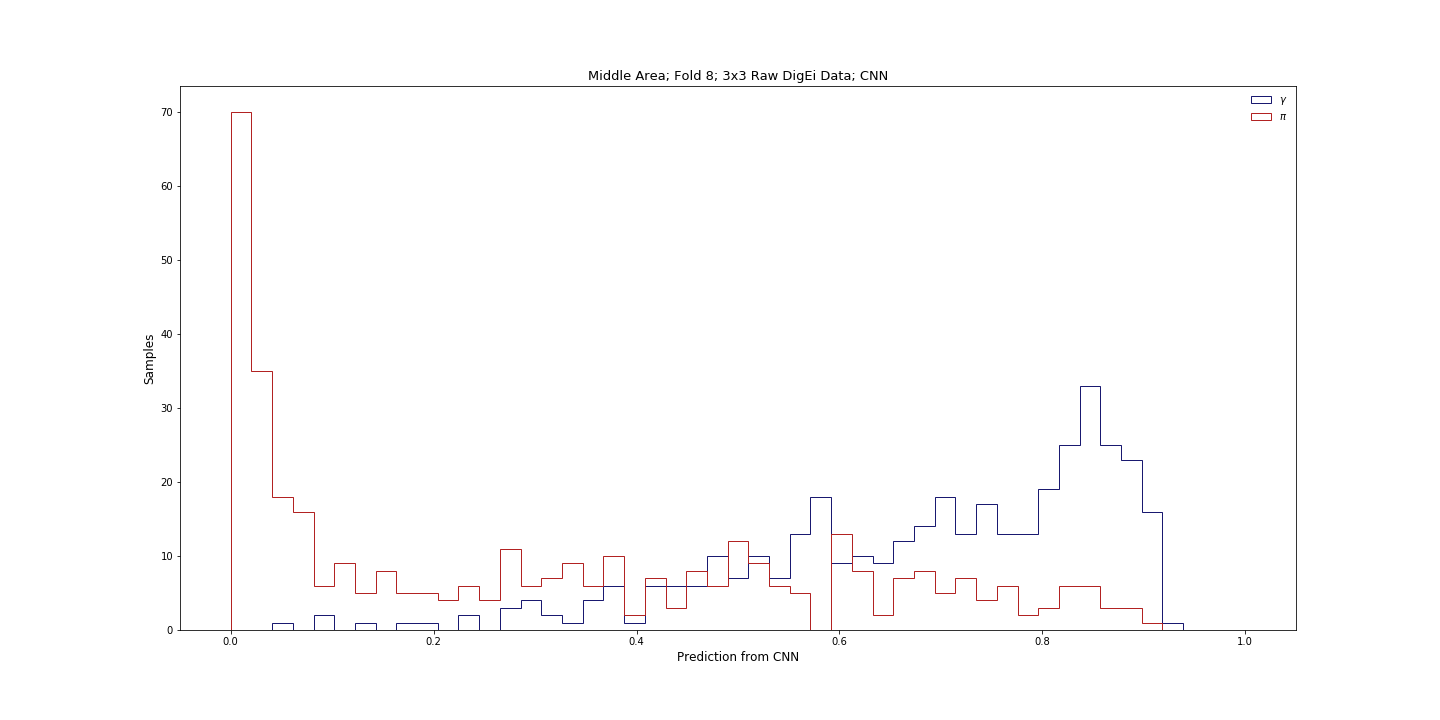 Middle Area; Fold 8; 3x3 Raw DigEi Data; CNN
γ
π
70
60
50
40
30
20
10
0
Samples
0.0 0.2 0.4 0.6 0.8 1.0
Prediction from CNN